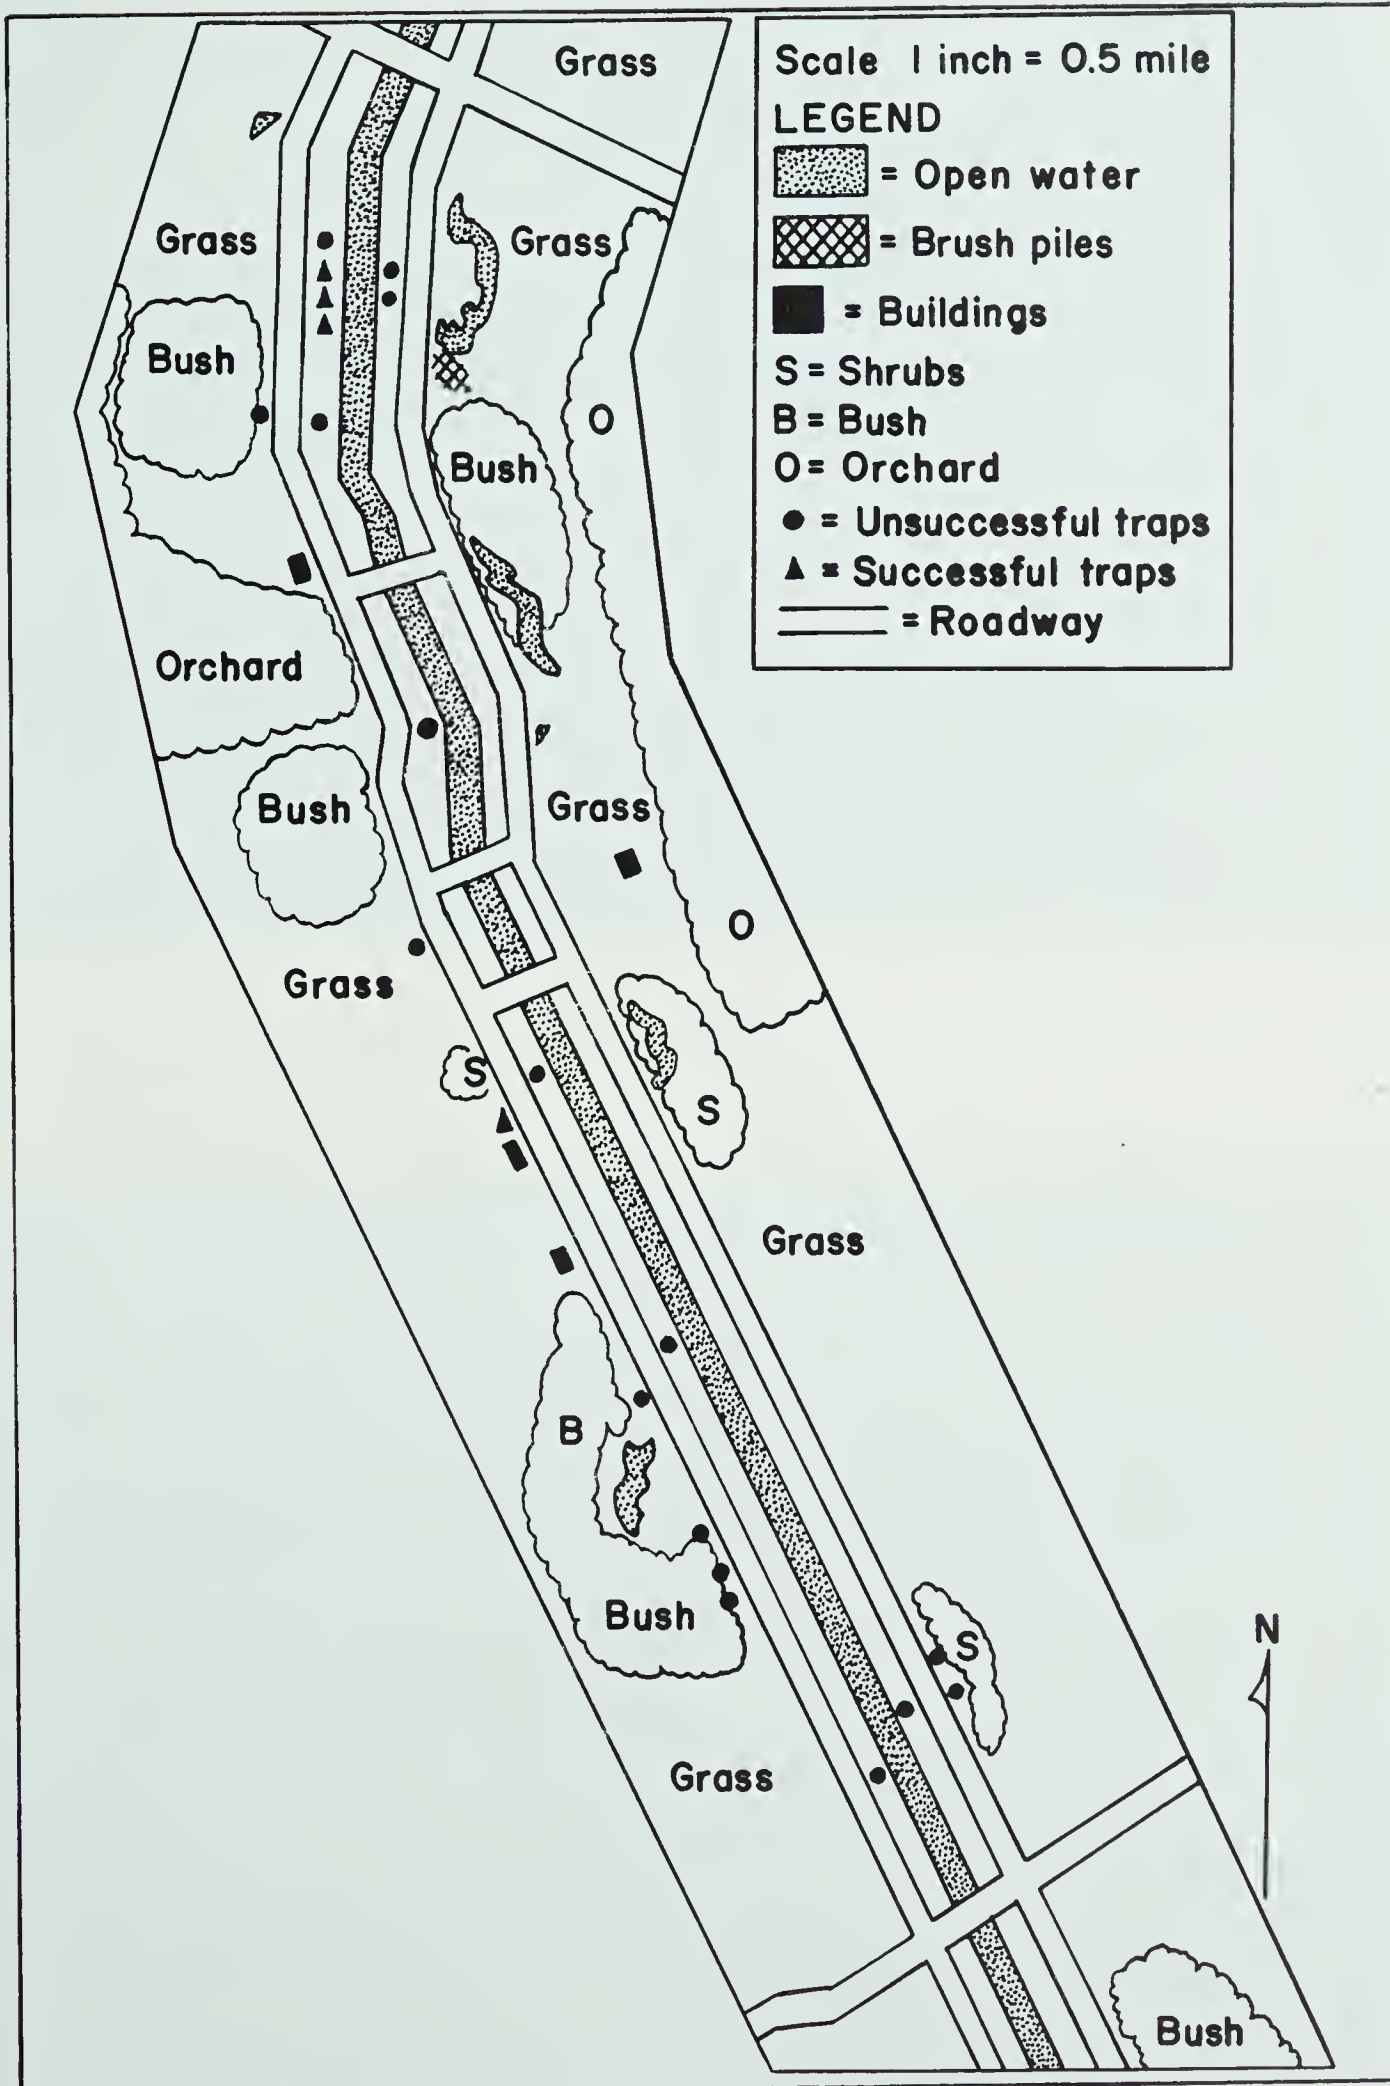 Scale 1 inch = 0.5 mile
LEGEND
= Open water
= Brush piles
= Buildings
S = Shrubs
B = Bush
O = Orchard
● = Unsuccessful traps
▲ = Successful traps
= Roadway
Grass
Grass
Grass
Bush
O
Bush
Orchard
Bush
Grass
O
Grass
S
S
Grass
B
Bush
S
N
Grass
Bush